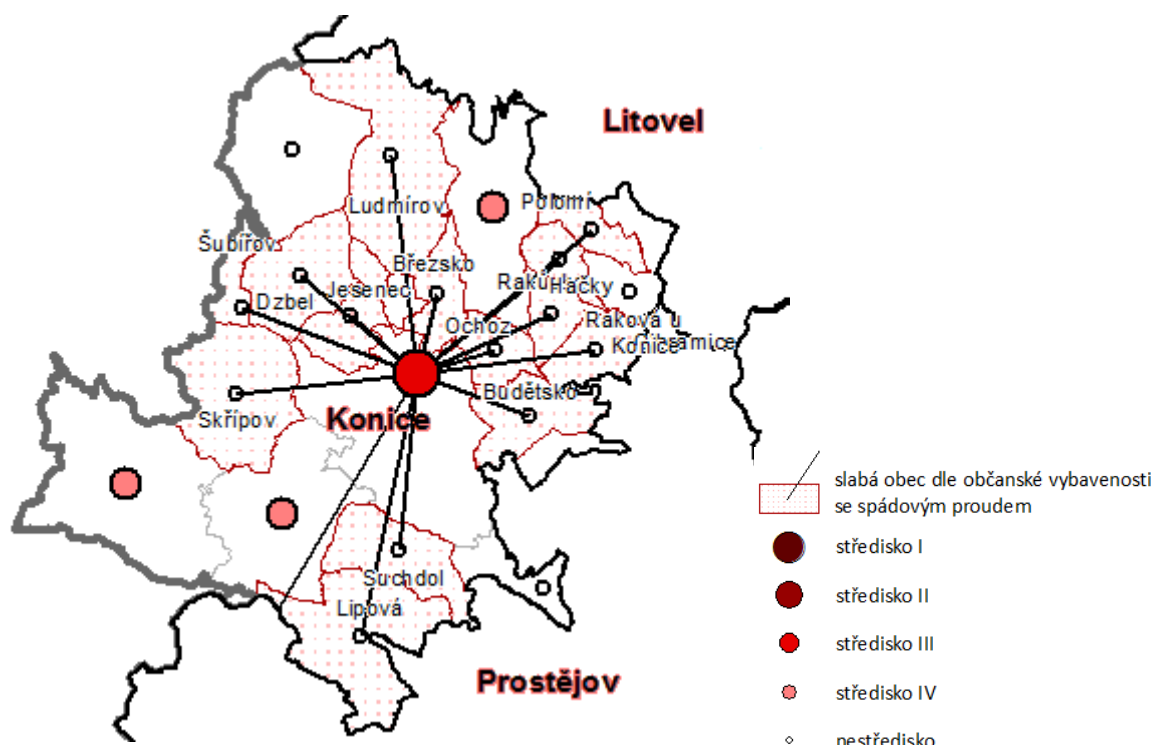 Litovel
Polomí
Ludmírov
Šubířov
Březsko
Hačky
Dzbel
Jesenec
Ochoz
Raková u
Konice
Budětsko
Skřípov
Konice
Suchdol
Lipová
Prostějov
slabá obec dle občanské vybavenosti
se spádovým proudem
středisko I
středisko II
středisko III
středisko IV
nestředisko